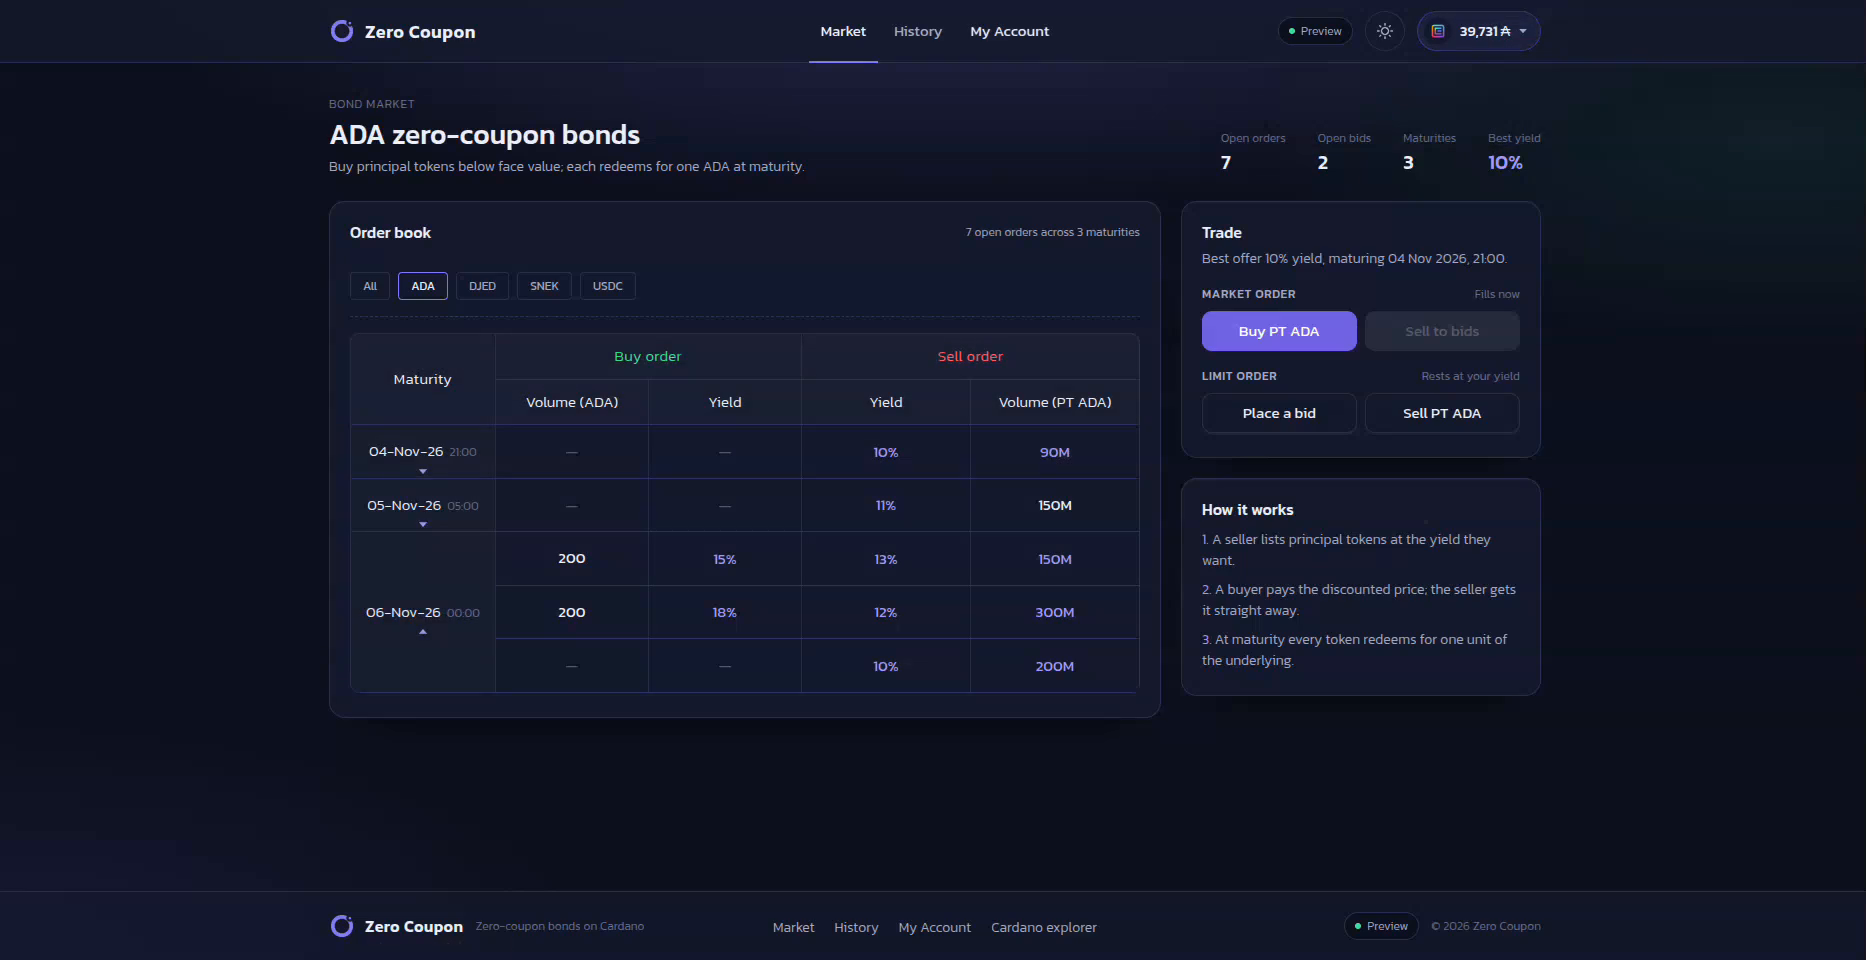 Zero Coupon
Market History My Account
Preview
39,731 ₳
BOND MARKET
ADA zero-coupon bonds
Buy principal tokens below face value; each redeems for one ADA at maturity.
Open orders Open bids Maturities Best yield
7 2 3 10%
Order book
7 open orders across 3 maturities
All ADA DJED SNEK USDC
Maturity
Buy order Sell order
Volume (ADA) Yield Yield Volume (PT ADA)
04-Nov-26 21:00 — — 10% 90M
05-Nov-26 05:00 — — 11% 150M
200 15% 13% 150M
06-Nov-26 00:00 200 18% 12% 300M
— — 10% 200M
Trade
Best offer 10% yield, maturing 04 Nov 2026, 21:00.
MARKET ORDER Fills now
Buy PT ADA Sell to bids
LIMIT ORDER Rests at your yield
Place a bid Sell PT ADA
How it works
1. A seller lists principal tokens at the yield they
want.
2. A buyer pays the discounted price; the seller gets
it straight away.
3. At maturity every token redeems for one unit of
the underlying.
Zero Coupon Zero-coupon bonds on Cardano
Market History My Account Cardano explorer
Preview © 2026 Zero Coupon